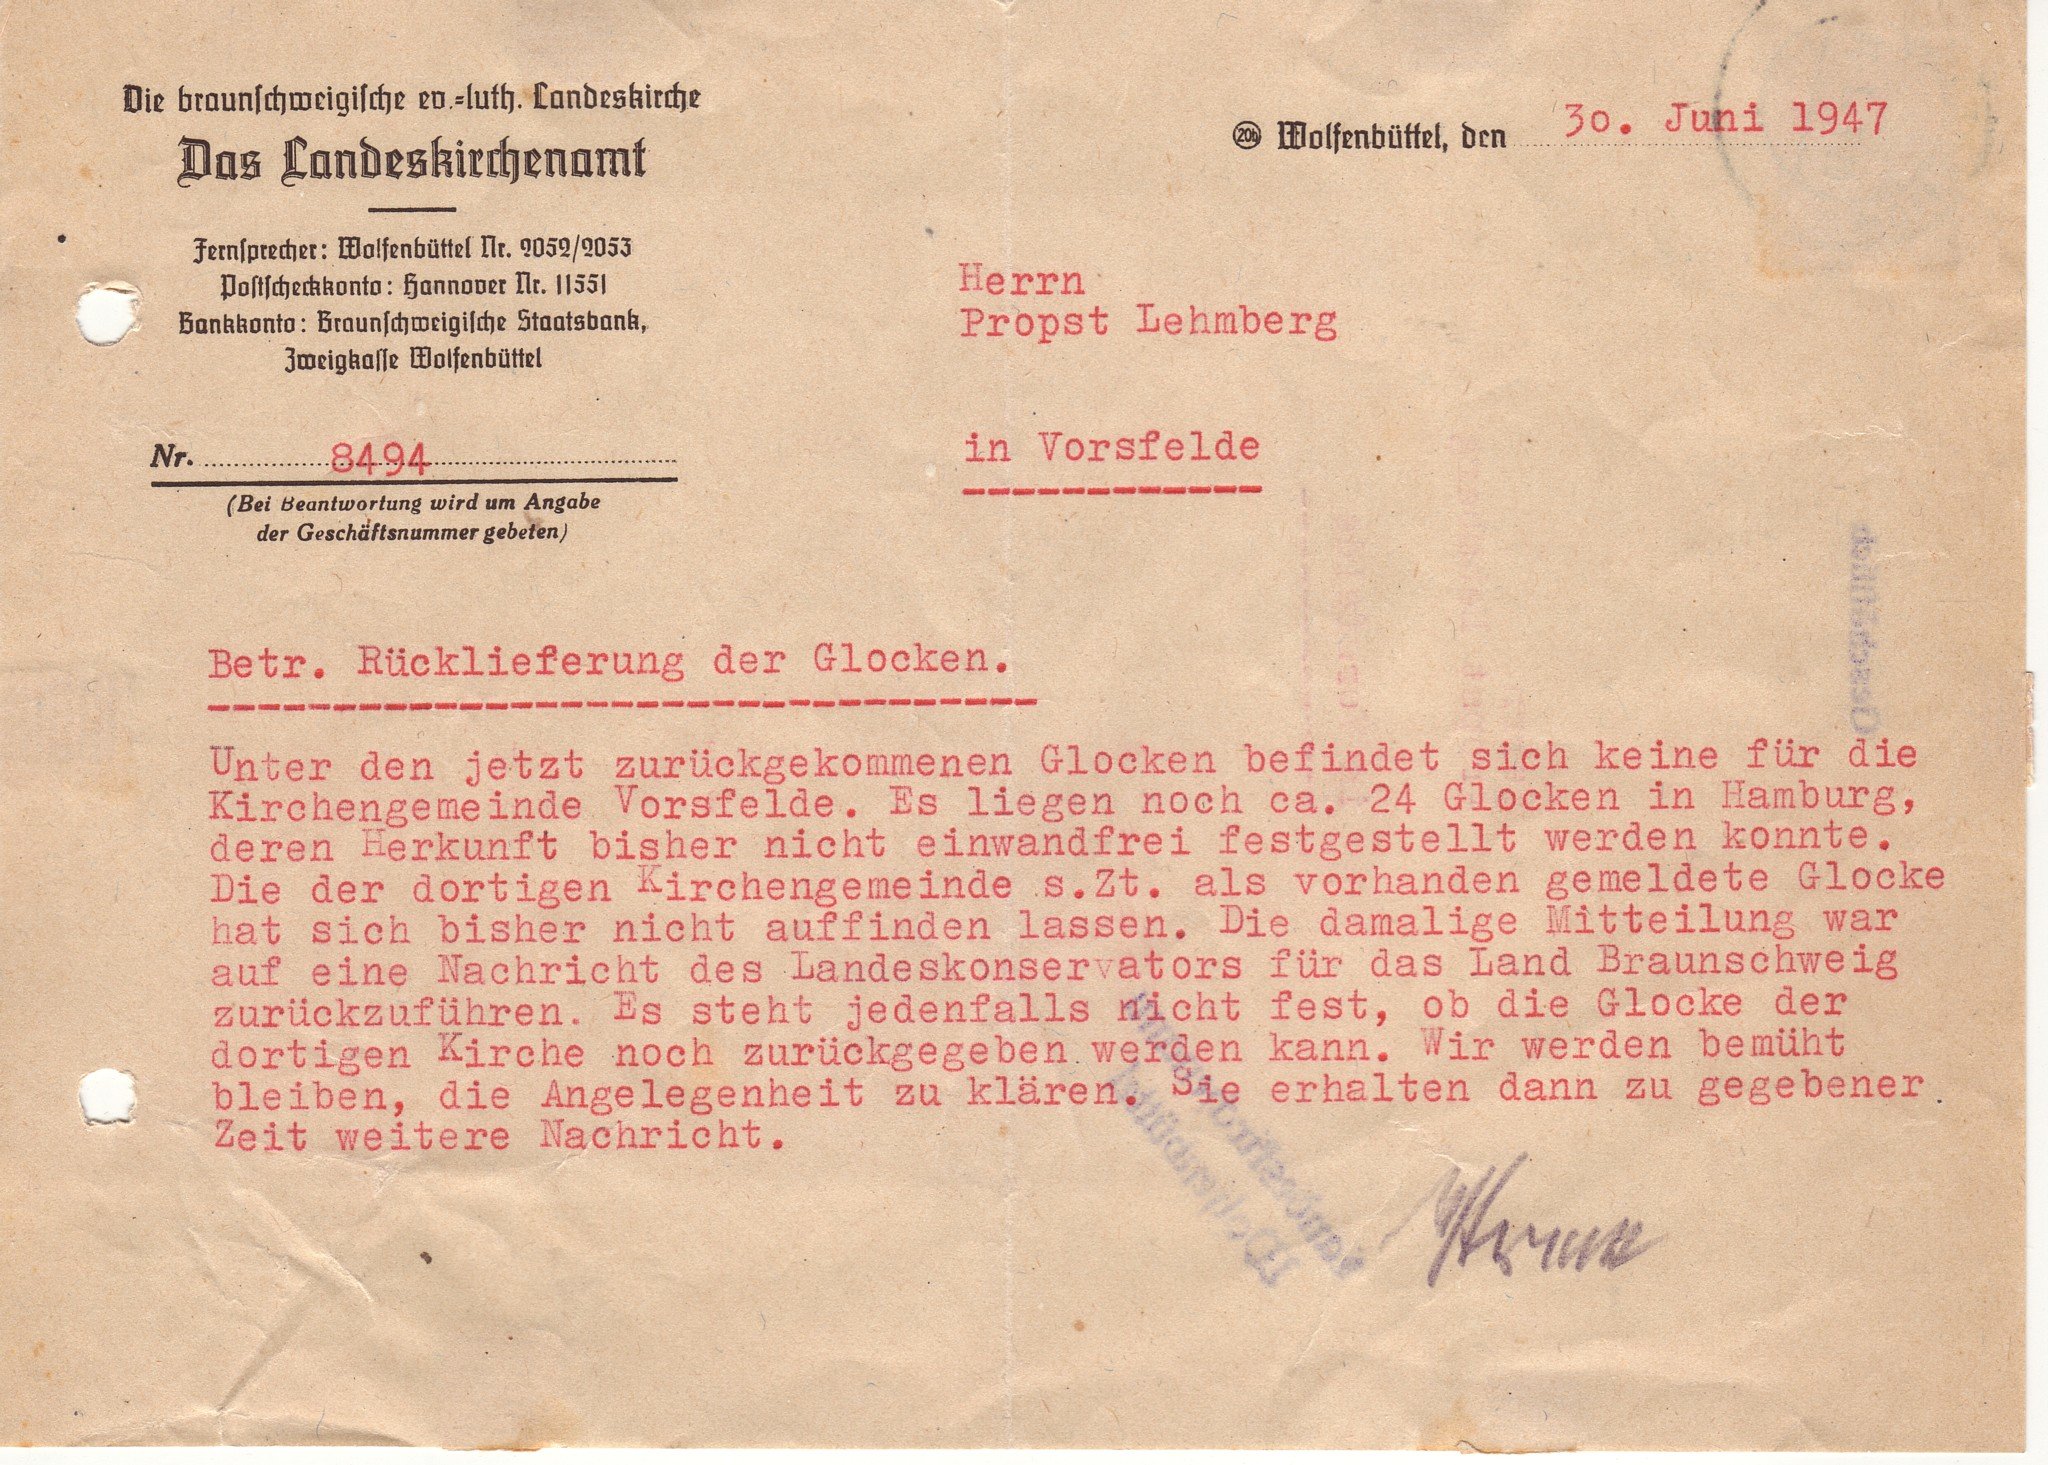 Die braunschweigische ev.=luth. Landeskirche
Das Landeskirchenamt
Fernsprecher: Wolfenbüttel Nr. 2052/2053
Postscheckkonto: Hannover Nr. 11551
Bankkonto: Braunschweigische Staatsbank,
Zweigkasse Wolfenbüttel
Nr. 8494
(Bei Beantwortung wird um Angabe
der Geschäftsnummer gebeten)
20b Wolfenbüttel, den 30. Juni 1947
Herrn
Propst Lehmberg
in Vorsfelde
Betr. Rücklieferung der Glocken.
Unter den jetzt zurückgekommenen Glocken befindet sich keine für die
Kirchengemeinde Vorsfelde. Es liegen noch ca. 24 Glocken in Hamburg,
deren Herkunft bisher nicht einwandfrei festgestellt werden konnte.
Die der dortigen Kirchengemeinde s.Zt. als vorhanden gemeldete Glocke
hat sich bisher nicht auffinden lassen. Die damalige Mitteilung war
auf eine Nachricht des Landeskonservators für das Land Braunschweig
zurückzuführen. Es steht jedenfalls nicht fest, ob die Glocke der
dortigen Kirche noch zurückgegeben werden kann. Wir werden bemüht
bleiben, die Angelegenheit zu klären. Sie erhalten dann zu gegebener
Zeit weitere Nachricht.